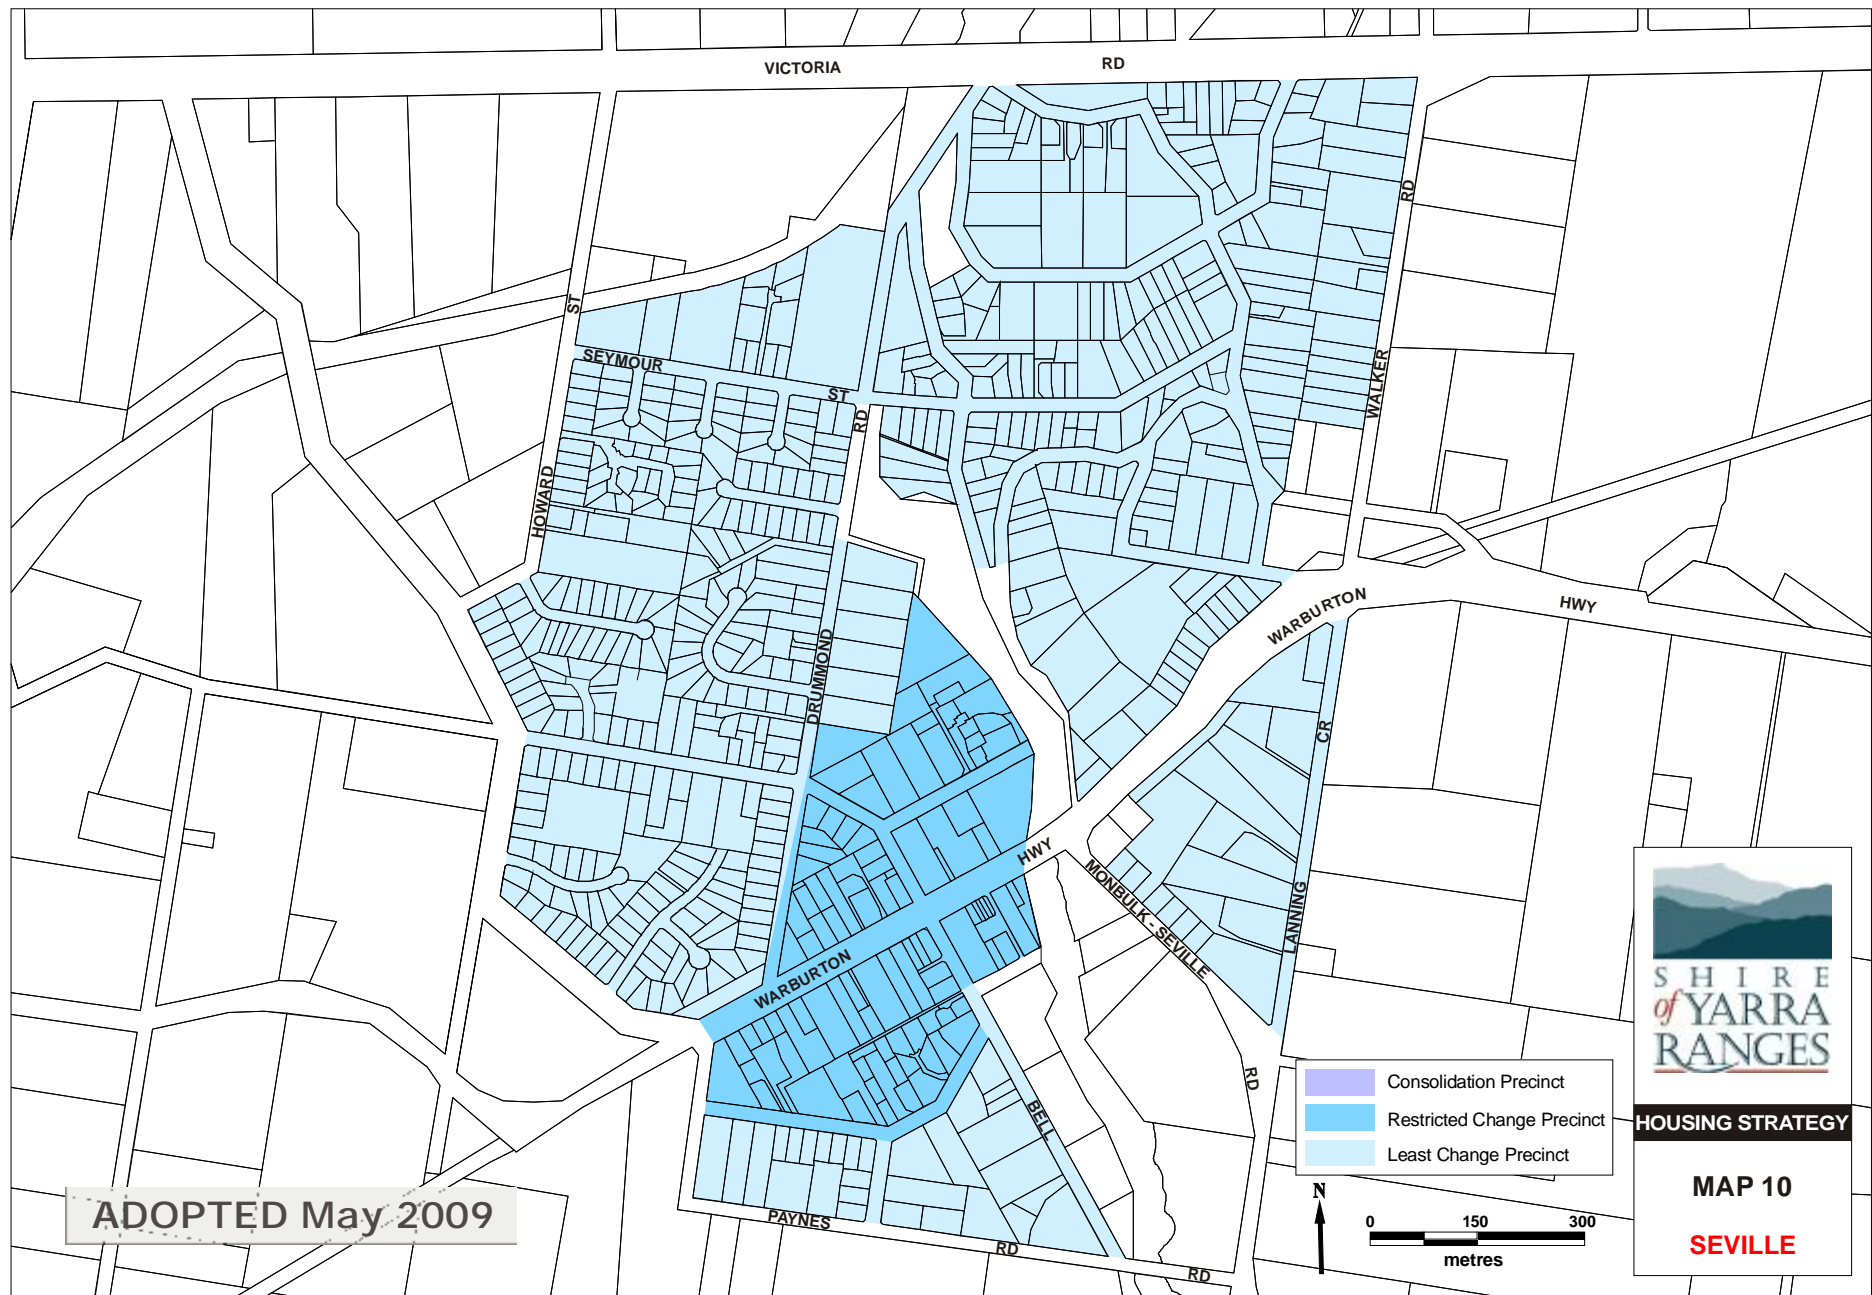 VICTORIA RD
ST
RD
SEYMOUR
ST
RD
WALKER
HOWARD
WARBURTON
HWY
DRUMMOND
CR
HWY
MONBULK - SEVILLE
LANNING
WARBURTON
RD
BELL
PAYNES
RD
RD
Consolidation Precinct
Restricted Change Precinct
Least Change Precinct
N
0 150 300
metres
SHIRE
of YARRA
RANGES
HOUSING STRATEGY
MAP 10
SEVILLE
ADOPTED May 2009